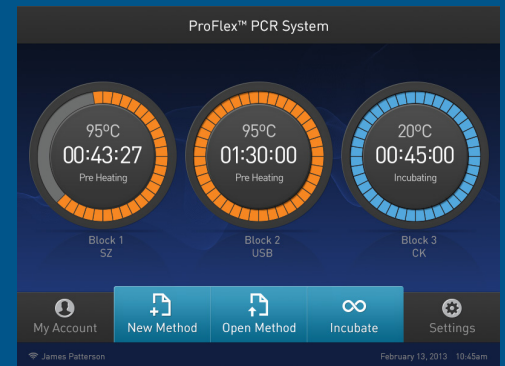 ProFlex™ PCR System
95ºC
00:43:27
Pre Heating
95ºC
01:30:00
Pre Heating
20ºC
00:45:00
Incubating
Block 1
SZ
Block 2
USB
Block 3
CK
My Account
New Method
Open Method
Incubate
Settings
James Patterson
February 13, 2013 10:45am